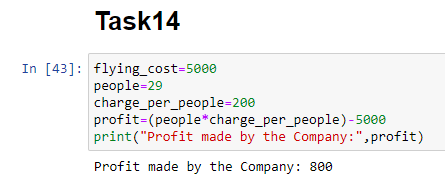 Task14
In [43]: flying_cost=5000
people=29
charge_per_people=200
profit=(people*charge_per_people)-5000
print("Profit made by the Company:",profit)
Profit made by the Company: 800